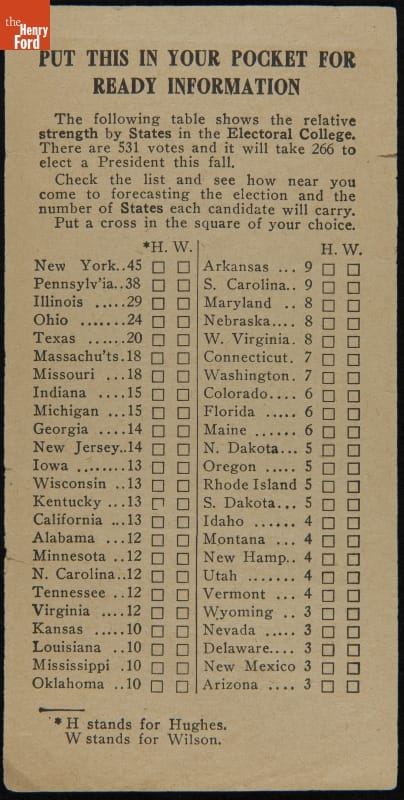 the
Henry
Ford
PUT THIS IN YOUR POCKET FOR
READY INFORMATION
The following table shows the relative
strength by States in the Electoral College.
There are 531 votes and it will take 266 to
elect a President this fall.
Check the list and see how near you
come to forecasting the election and the
number of States each candidate will carry.
Put a cross in the square of your choice.
*H. W.
New York..45 □ □
Pennsylv'ia..38 □ □
Illinois .....29 □ □
Ohio .......24 □ □
Texas ......20 □ □
Massachu'ts.18 □ □
Missouri ...18 □ □
Indiana ....15 □ □
Michigan ...15 □ □
Georgia ....14 □ □
New Jersey..14 □ □
Iowa ........13 □ □
Wisconsin ..13 □ □
Kentucky ...13 □ □
California ...13 □ □
Alabama ...12 □ □
Minnesota ..12 □ □
N. Carolina..12 □ □
Tennessee ..12 □ □
Virginia ....12 □ □
Kansas .....10 □ □
Louisiana ..10 □ □
Mississippi .10 □ □
Oklahoma ..10 □ □
H. W.
Arkansas ... 9 □ □
S. Carolina.. 9 □ □
Maryland .. 8 □ □
Nebraska.... 8 □ □
W. Virginia. 8 □ □
Connecticut. 7 □ □
Washington. 7 □ □
Colorado.... 6 □ □
Florida ..... 6 □ □
Maine ...... 6 □ □
N. Dakota... 5 □ □
Oregon ..... 5 □ □
Rhode Island 5 □ □
S. Dakota... 5 □ □
Idaho ...... 4 □ □
Montana ... 4 □ □
New Hamp.. 4 □ □
Utah ....... 4 □ □
Vermont ... 4 □ □
Wyoming .. 3 □ □
Nevada ..... 3 □ □
Delaware.... 3 □ □
New Mexico 3 □ □
Arizona .... 3 □ □
*H stands for Hughes.
W stands for Wilson.